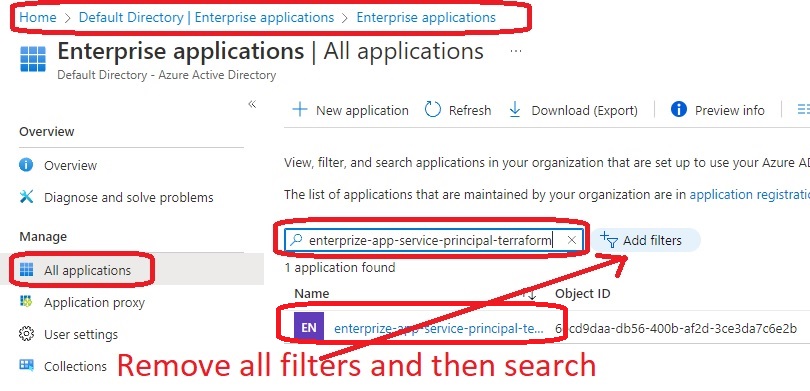 Home > Default Directory | Enterprise applications > Enterprise applications
Enterprise applications | All applications ...
Default Directory - Azure Active Directory
«
+ New application Refresh Download (Export) Preview info
Overview
Overview
Diagnose and solve problems
View, filter, and search applications in your organization that are set up to use your Azure AD
The list of applications that are maintained by your organization are in application registratio
Manage
enterprize-app-service-principal-terraform × Add filters
All applications
1 application found
Application proxy
Name ↑↓ Object ID
User settings
EN enterprize-app-service-principal-te... cd9daa-db56-400b-af2d-3ce3da7c6e2b
Collections
Remove all filters and then search